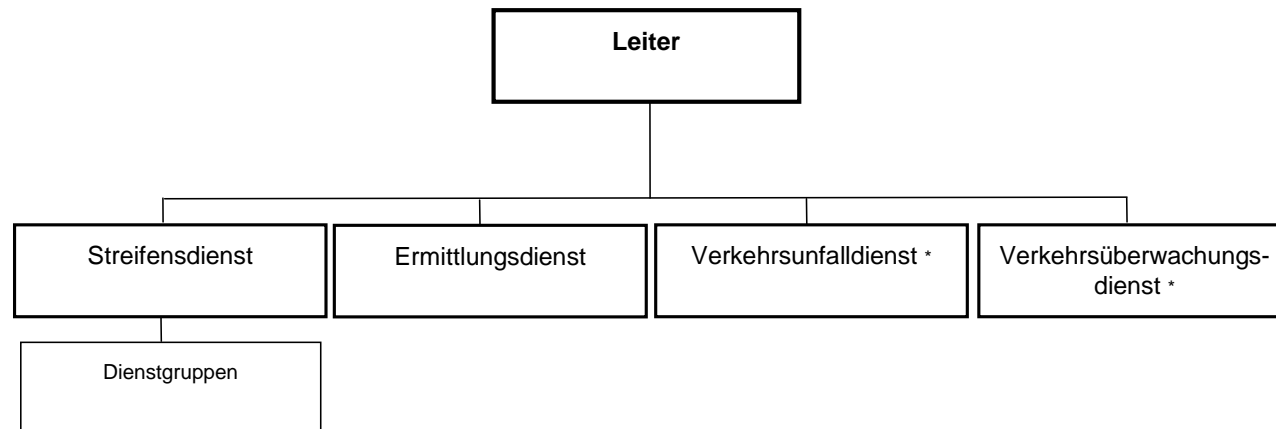 Leiter
Streifensdienst
Ermittlungsdienst
Verkehrsunfalldienst *
Verkehrsüberwachungs-
dienst *
Dienstgruppen